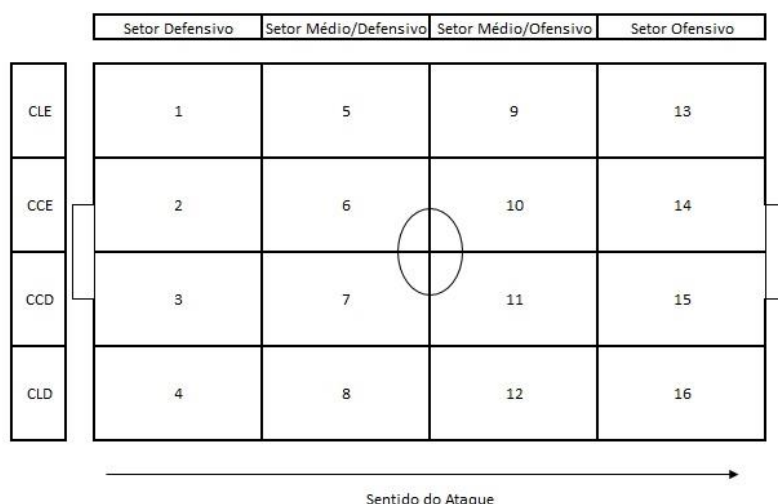 Setor Defensivo Setor Médio/Defensivo Setor Médio/Ofensivo Setor Ofensivo
CLE 1 5 9 13
CCE 2 6 10 14
CCD 3 7 11 15
CLD 4 8 12 16
Sentido do Ataque